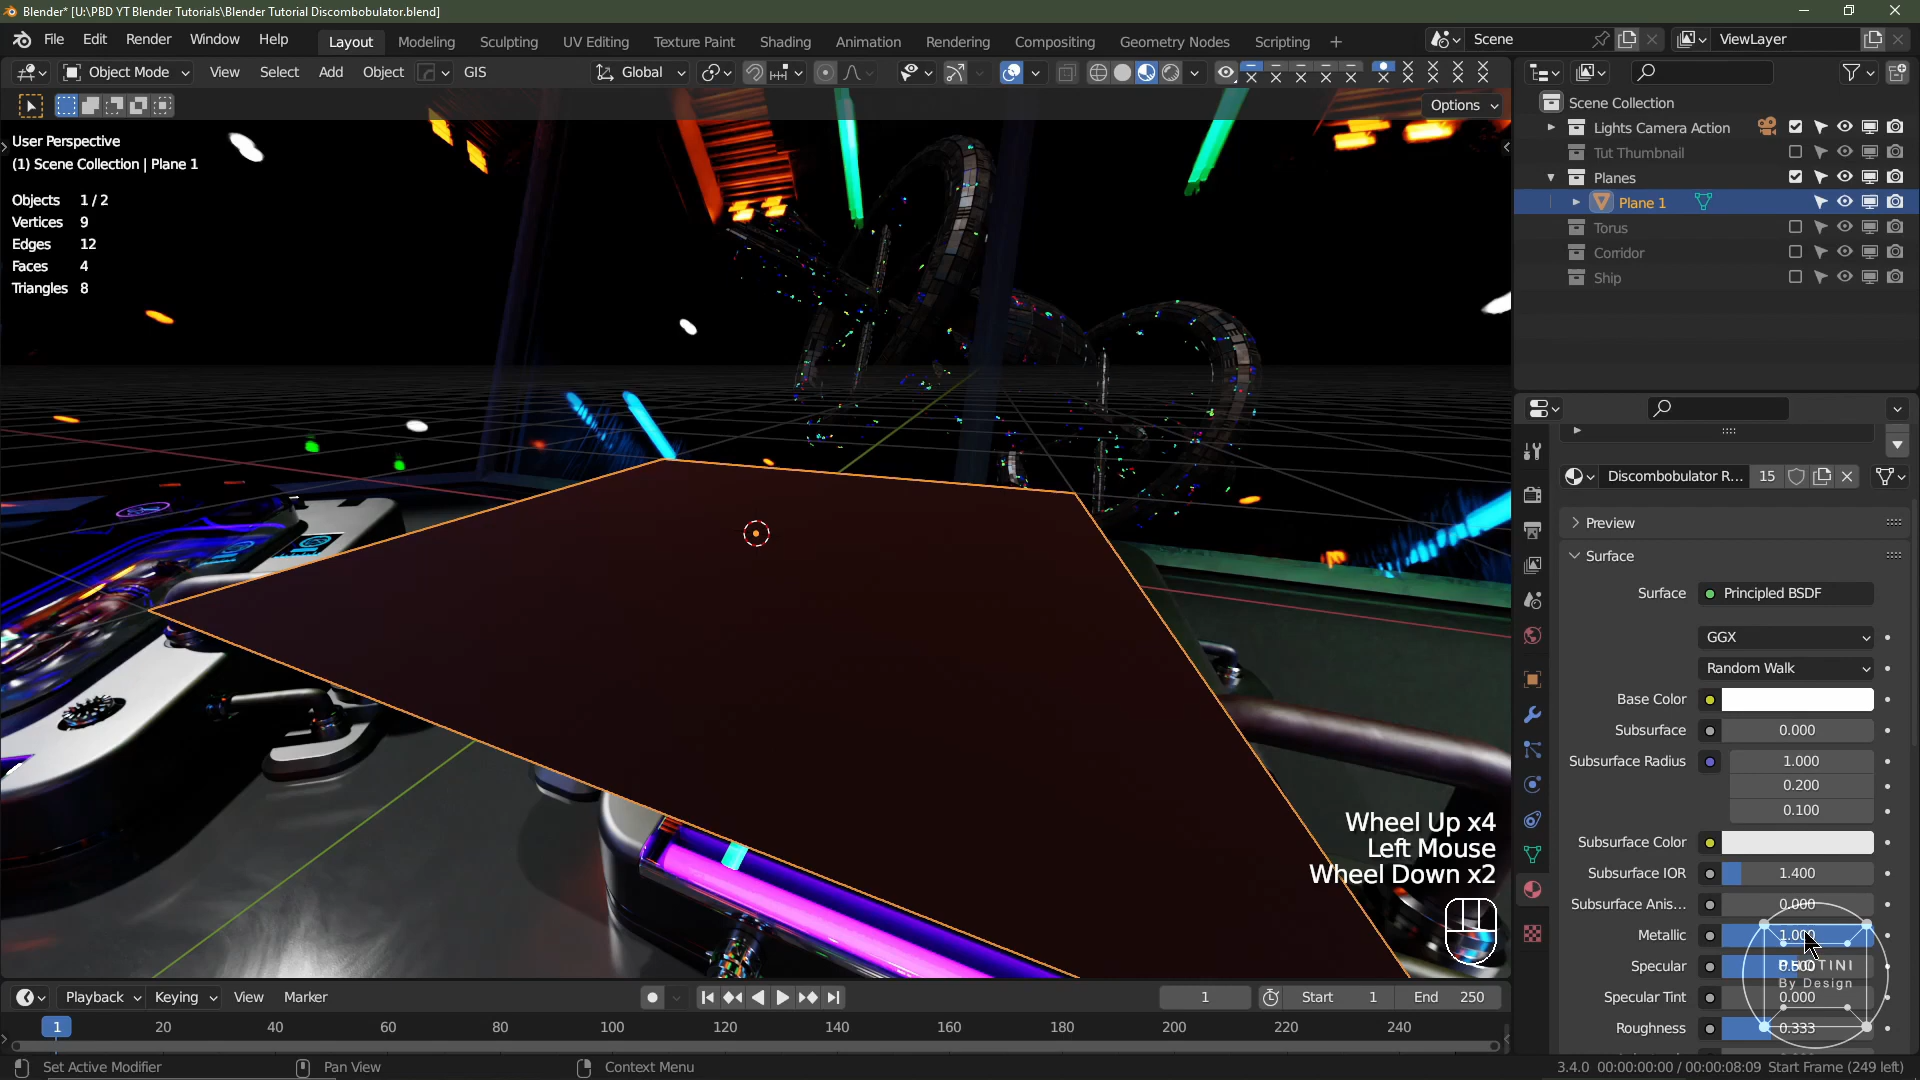 Blender* [U:\PBD YT Blender Tutorials\Blender Tutorial Discombobulator.blend]
File Edit Render Window Help Layout Modeling Sculpting UV Editing Texture Paint Shading Animation Rendering Compositing Geometry Nodes Scripting + Scene ViewLayer
Object Mode View Select Add Object GIS Global
Options
User Perspective
(1) Scene Collection | Plane 1
Objects 1/2
Vertices 9
Edges 12
Faces 4
Triangles 8
Scene Collection
Lights Camera Action
Tut Thumbnail
Planes
Plane 1
Torus
Corridor
Ship
Discombobulator R... 15
Preview
Surface
Surface Principled BSDF
GGX
Random Walk
Base Color
Subsurface 0.000
Subsurface Radius 1.000
0.200
0.100
Subsurface Color
Subsurface IOR 1.400
Subsurface Anis... 0.000
Metallic 1.000
Specular
Specular Tint 0.000
Roughness 0.333
By Design
Wheel Up x4
Left Mouse
Wheel Down x2
Playback Keying View Marker 1 Start 1 End 250
1 20 40 60 80 100 120 140 160 180 200 220 240
Set Active Modifier Pan View Context Menu 3.4.0 00:00:00:00 / 00:00:08:09 Start Frame (249 left)